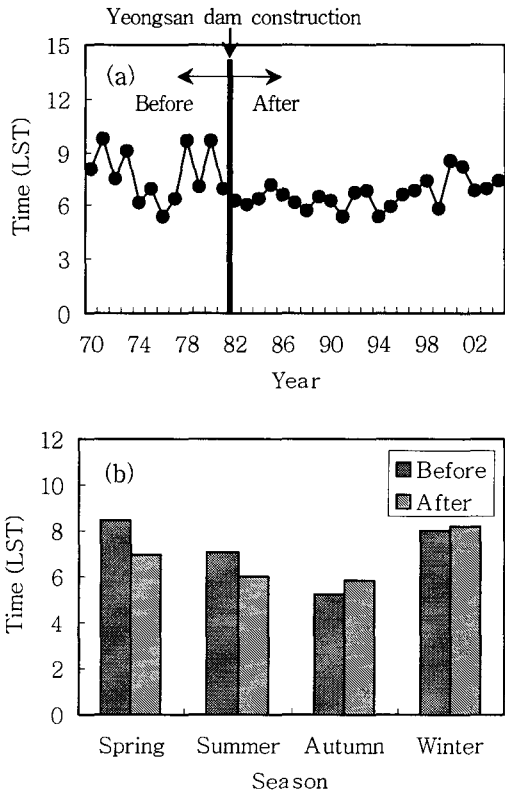 Yeongsan dam construction
15
(a)
Before
After
12
9
6
3
0
Time (LST)
70 74 78 82 86 90 94 98 02
Year
12
(b)
Before
After
10
8
6
4
2
0
Time (LST)
Spring Summer Autumn Winter
Season